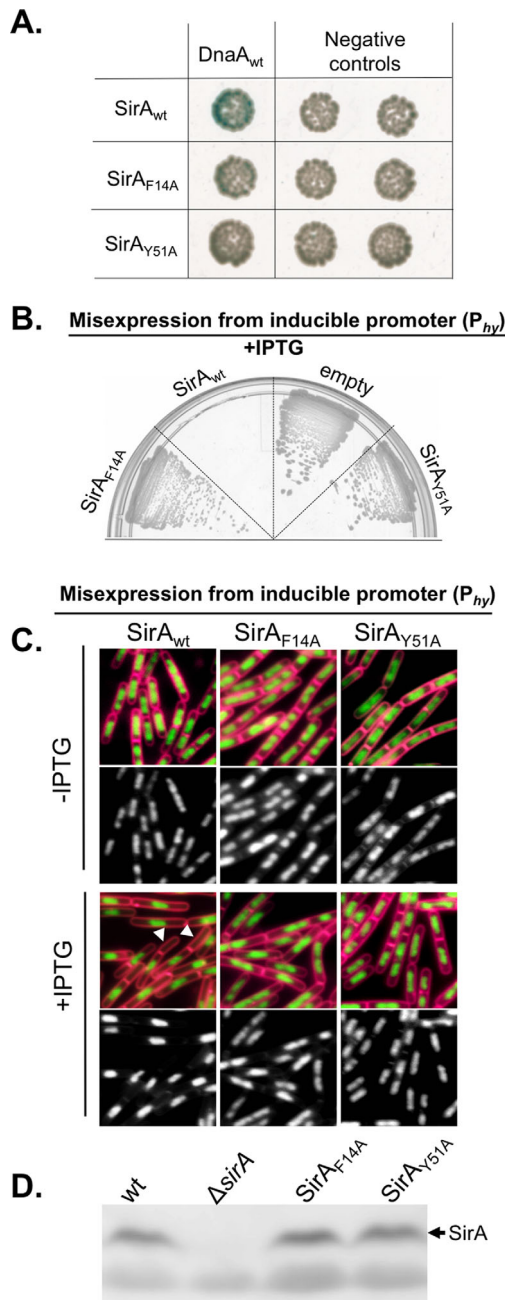 A.
DnaAwt
Negative
controls
SirAwt
SirAF14A
SirAY51A
B.
Misexpression from inducible promoter (Phy)
+IPTG
SirAwt
empty
SirAF14A
SirAY51A
Misexpression from inducible promoter (Phy)
C.
SirAwt
SirAF14A
SirAY51A
-IPTG
+IPTG
D.
wt
ΔsirA
SirAF14A
SirAY51A
SirA